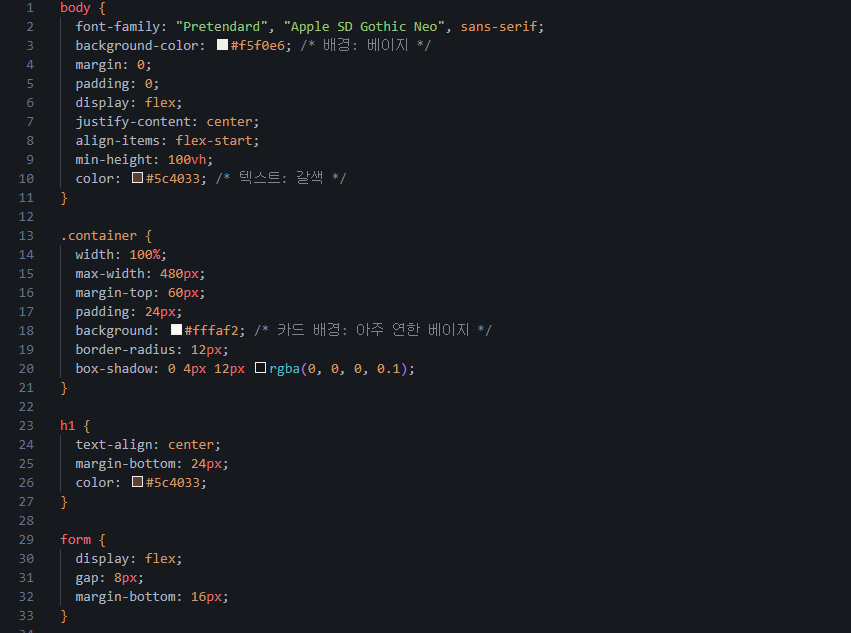 1 body {
2 font-family: "Pretendard", "Apple SD Gothic Neo", sans-serif;
3 background-color: #f5f0e6; /* 배경: 베이지 */
4 margin: 0;
5 padding: 0;
6 display: flex;
7 justify-content: center;
8 align-items: flex-start;
9 min-height: 100vh;
10 color: #5c4033; /* 텍스트: 갈색 */
11 }
12
13 .container {
14 width: 100%;
15 max-width: 480px;
16 margin-top: 60px;
17 padding: 24px;
18 background: #fffaf2; /* 카드 배경: 아주 연한 베이지 */
19 border-radius: 12px;
20 box-shadow: 0 4px 12px rgba(0, 0, 0, 0.1);
21 }
22
23 h1 {
24 text-align: center;
25 margin-bottom: 24px;
26 color: #5c4033;
27 }
28
29 form {
30 display: flex;
31 gap: 8px;
32 margin-bottom: 16px;
33 }
34